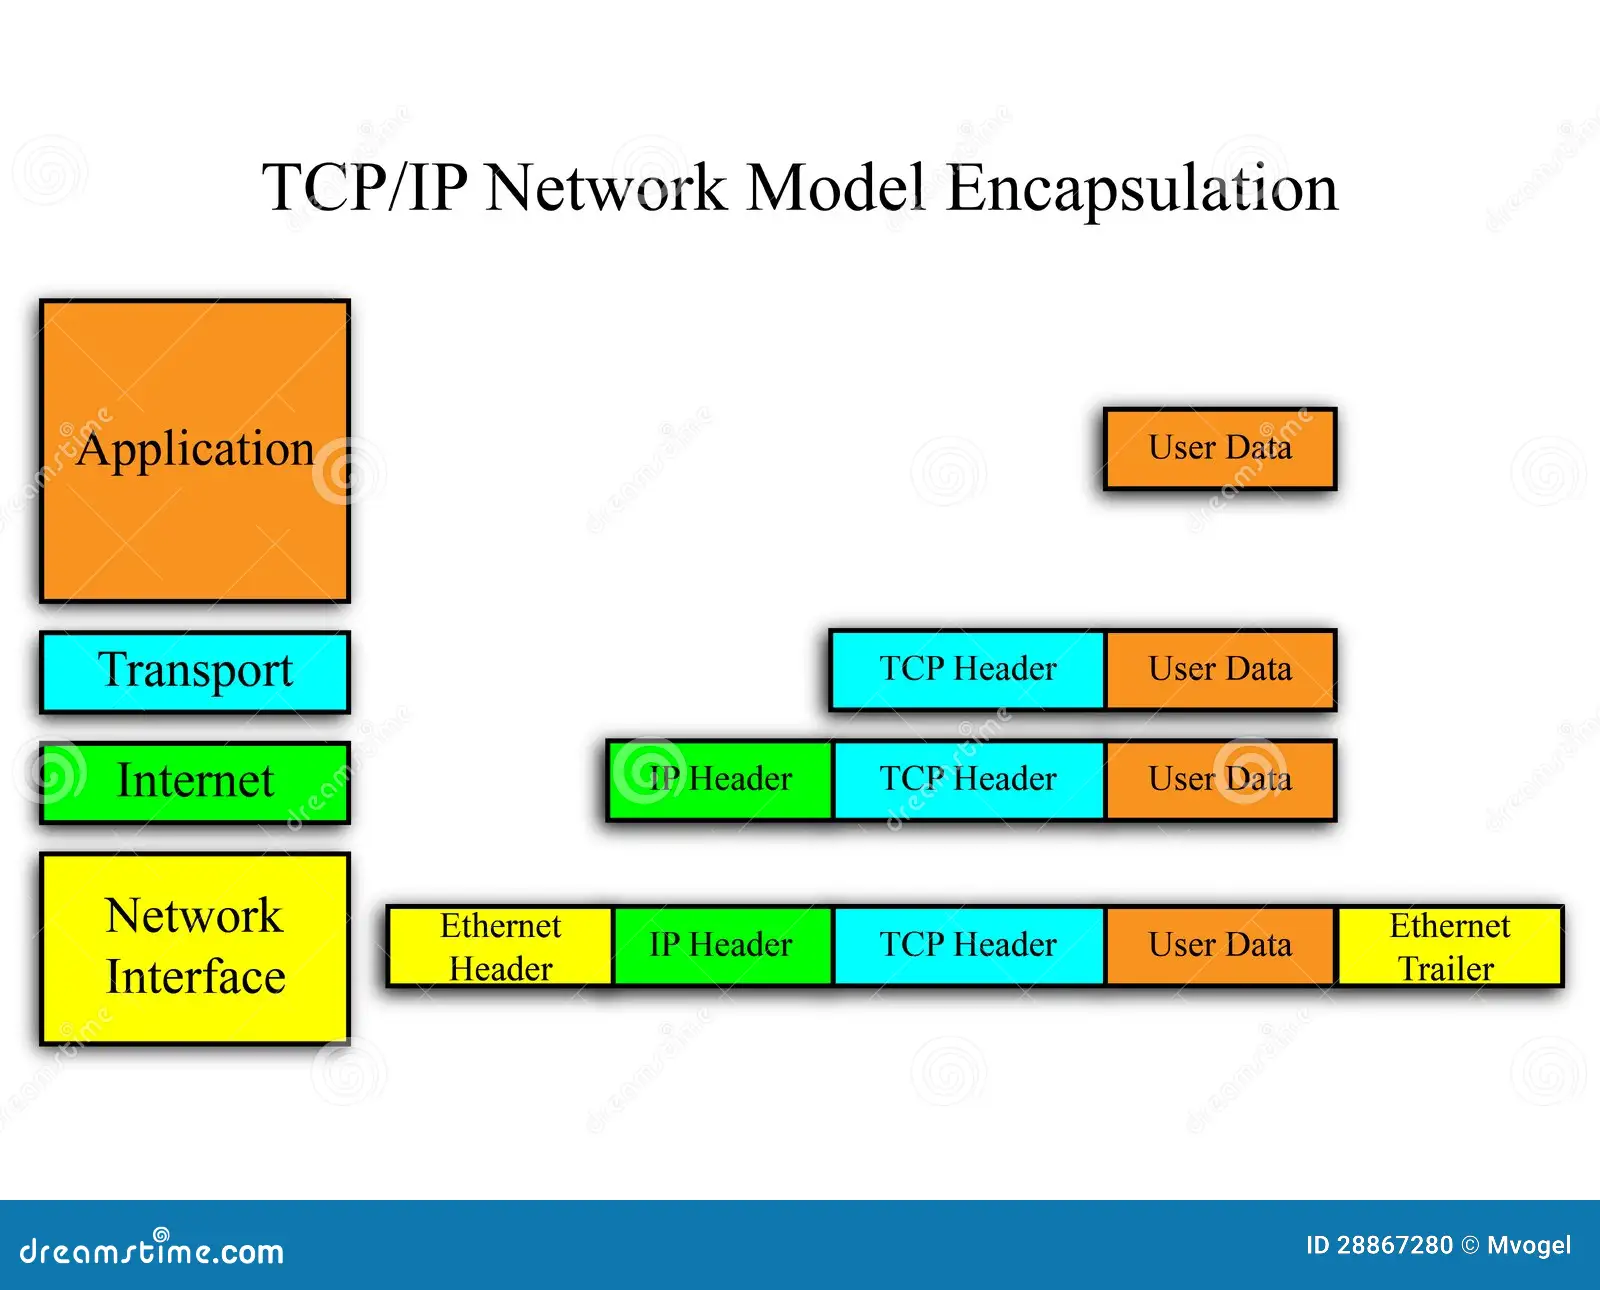 TCP/IP Network Model Encapsulation
Application
User Data
Transport
TCP Header
User Data
Internet
IP Header
TCP Header
User Data
Network
Interface
Ethernet
Header
IP Header
TCP Header
User Data
Ethernet
Trailer
dreamstime.com
ID 28867280 © Mvogel